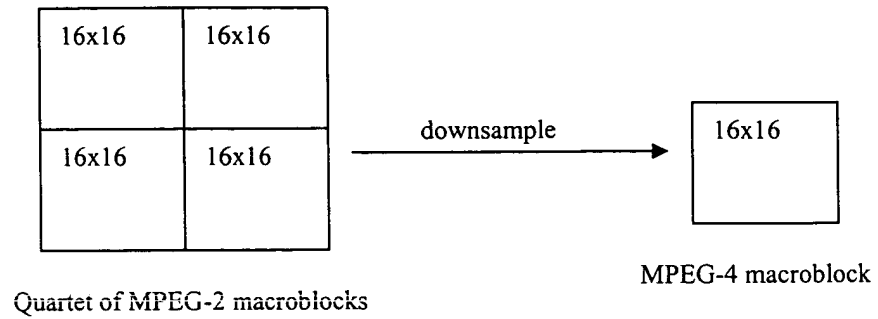 16x16 16x16
downsample
16x16
16x16 16x16
MPEG-4 macroblock
Quartet of MPEG-2 macroblocks